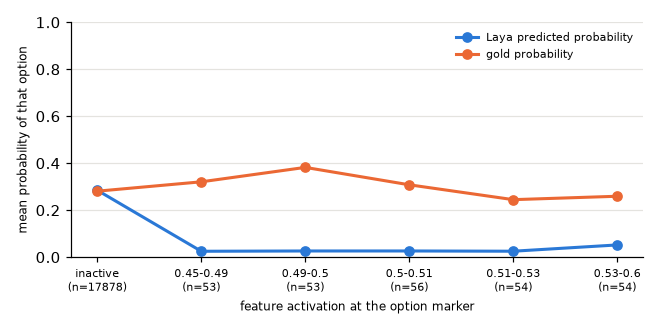 1.0
0.8
0.6
0.4
0.2
0.0
mean probability of that option
Laya predicted probability
gold probability
inactive (n=17878)
0.45-0.49 (n=53)
0.49-0.5 (n=53)
0.5-0.51 (n=56)
0.51-0.53 (n=54)
0.53-0.6 (n=54)
feature activation at the option marker